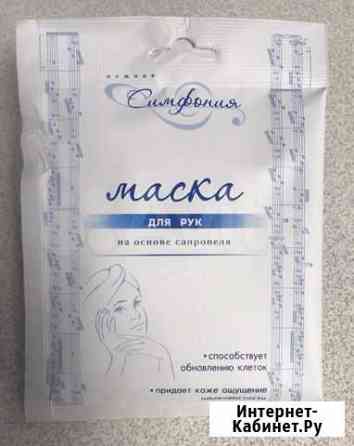 нежная
Симфония
маска
ДЛЯ РУК
на основе сапропеля
• способствует
обновлению клеток
• придает коже ощущение
Интернет-
Кабинет.Ру